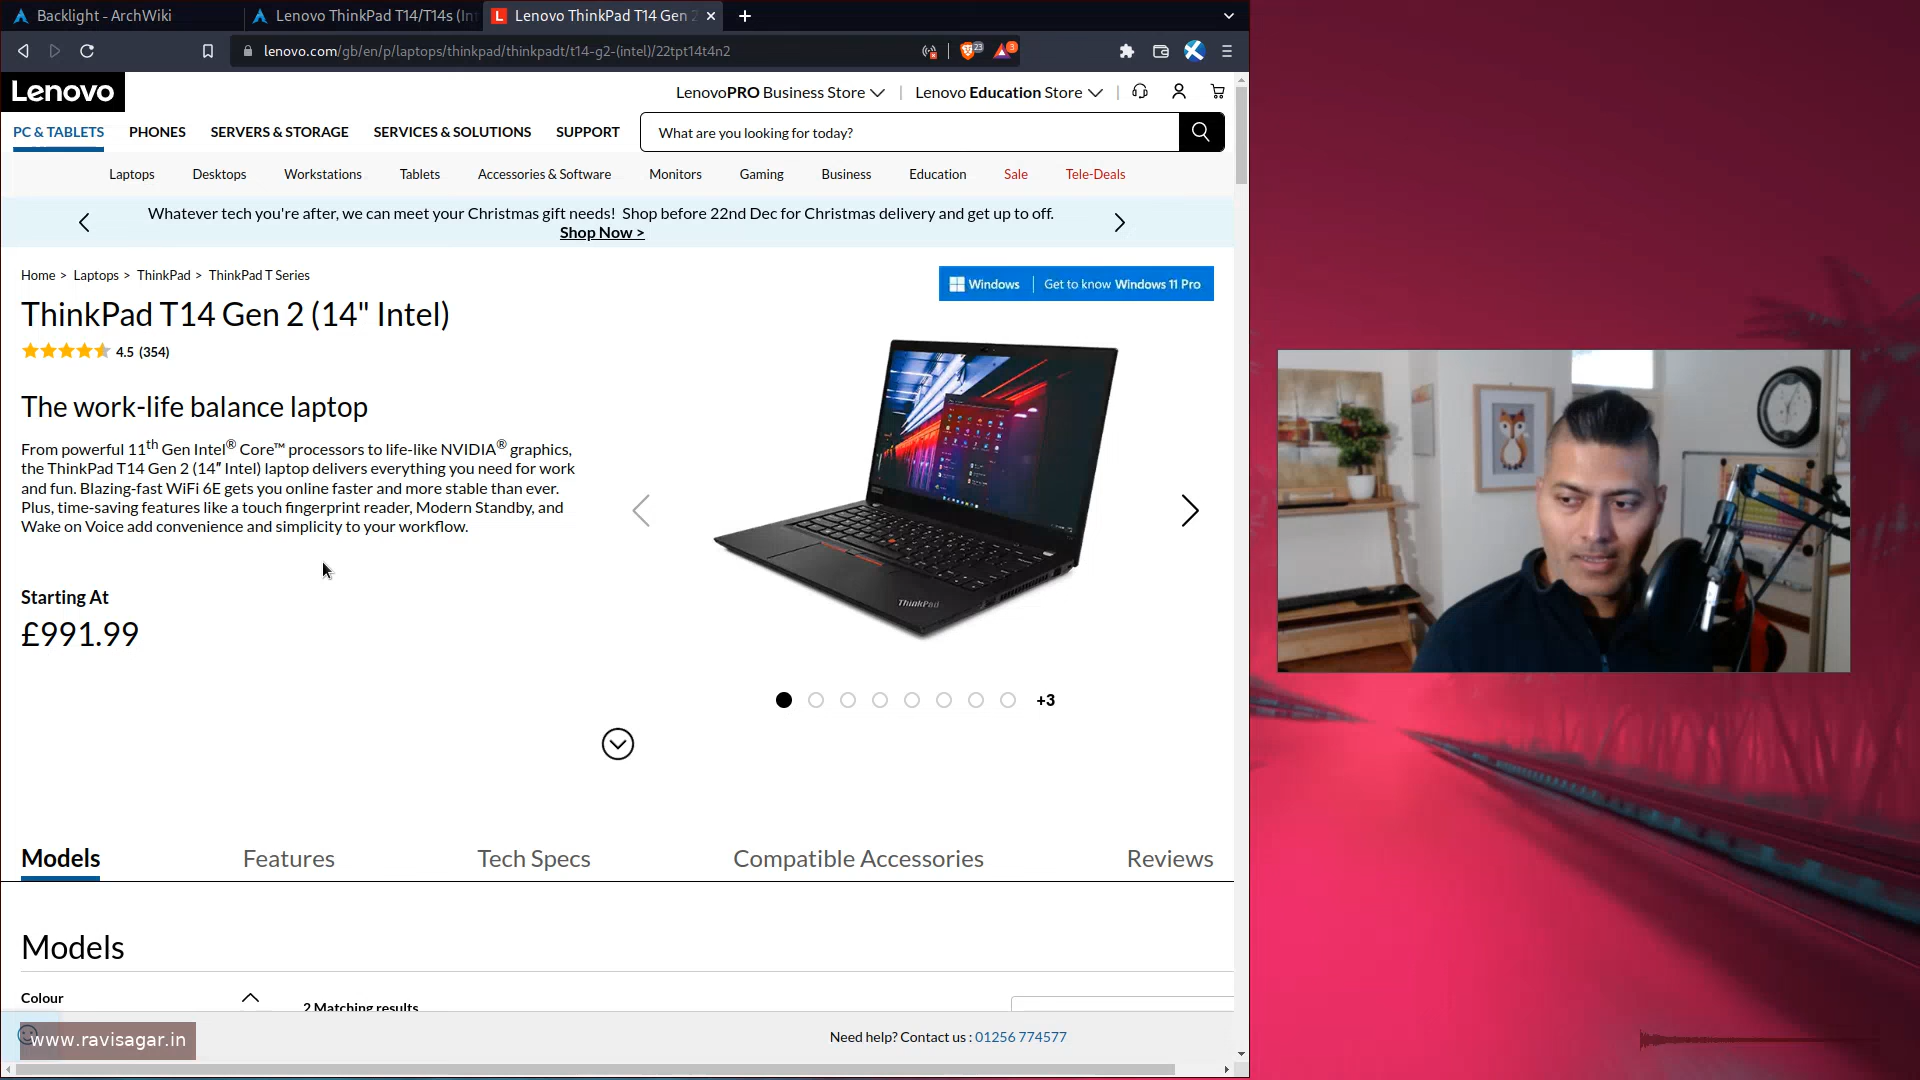 Backlight - ArchWiki
Lenovo ThinkPad T14/T14s (In
Lenovo ThinkPad T14 Gen 2
lenovo.com/gb/en/p/laptops/thinkpad/thinkpadt/t14-g2-(intel)/22tpt14t4n2
23
3
Lenovo
LenovoPRO Business Store | Lenovo Education Store |
PC & TABLETS PHONES SERVERS & STORAGE SERVICES & SOLUTIONS SUPPORT
What are you looking for today?
Laptops Desktops Workstations Tablets Accessories & Software Monitors Gaming Business Education Sale Tele-Deals
Whatever tech you're after, we can meet your Christmas gift needs!  Shop before 22nd Dec for Christmas delivery and get up to off.
Shop Now >
Home > Laptops > ThinkPad > ThinkPad T Series
Windows | Get to know Windows 11 Pro
ThinkPad T14 Gen 2 (14" Intel)
4.5 (354)
The work-life balance laptop
From powerful 11th Gen Intel® Core™ processors to life-like NVIDIA® graphics,
the ThinkPad T14 Gen 2 (14″ Intel) laptop delivers everything you need for work
and fun. Blazing-fast WiFi 6E gets you online faster and more stable than ever.
Plus, time-saving features like a touch fingerprint reader, Modern Standby, and
Wake on Voice add convenience and simplicity to your workflow.
ThinkPad
Starting At
£991.99
+3
Models Features Tech Specs Compatible Accessories Reviews
Models
Colour
2 Matching results
Need help? Contact us : 01256 774577
www.ravisagar.in